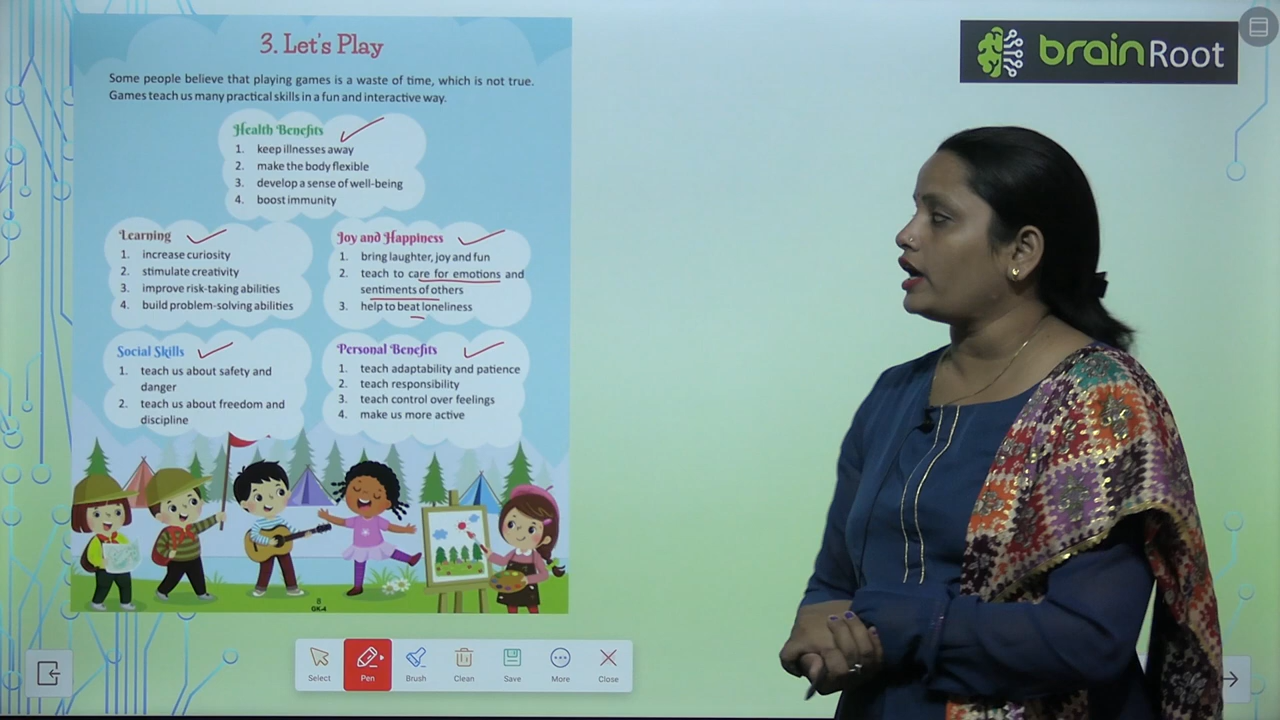 brainRoot
3. Let's Play
Some people believe that playing games is a waste of time, which is not true.
Games teach us many practical skills in a fun and interactive way.
Health Benefits
1. keep illnesses away
2. make the body flexible
3. develop a sense of well-being
4. boost immunity
Learning
1. increase curiosity
2. stimulate creativity
3. improve risk-taking abilities
4. build problem-solving abilities
Joy and Happiness
1. bring laughter, joy and fun
2. teach to care for emotions and
sentiments of others
3. help to beat loneliness
Social Skills
1. teach us about safety and
danger
2. teach us about freedom and
discipline
Personal Benefits
1. teach adaptability and patience
2. teach responsibility
3. teach control over feelings
4. make us more active
8
GK-4
Select Pen Brush Clean Save More Close